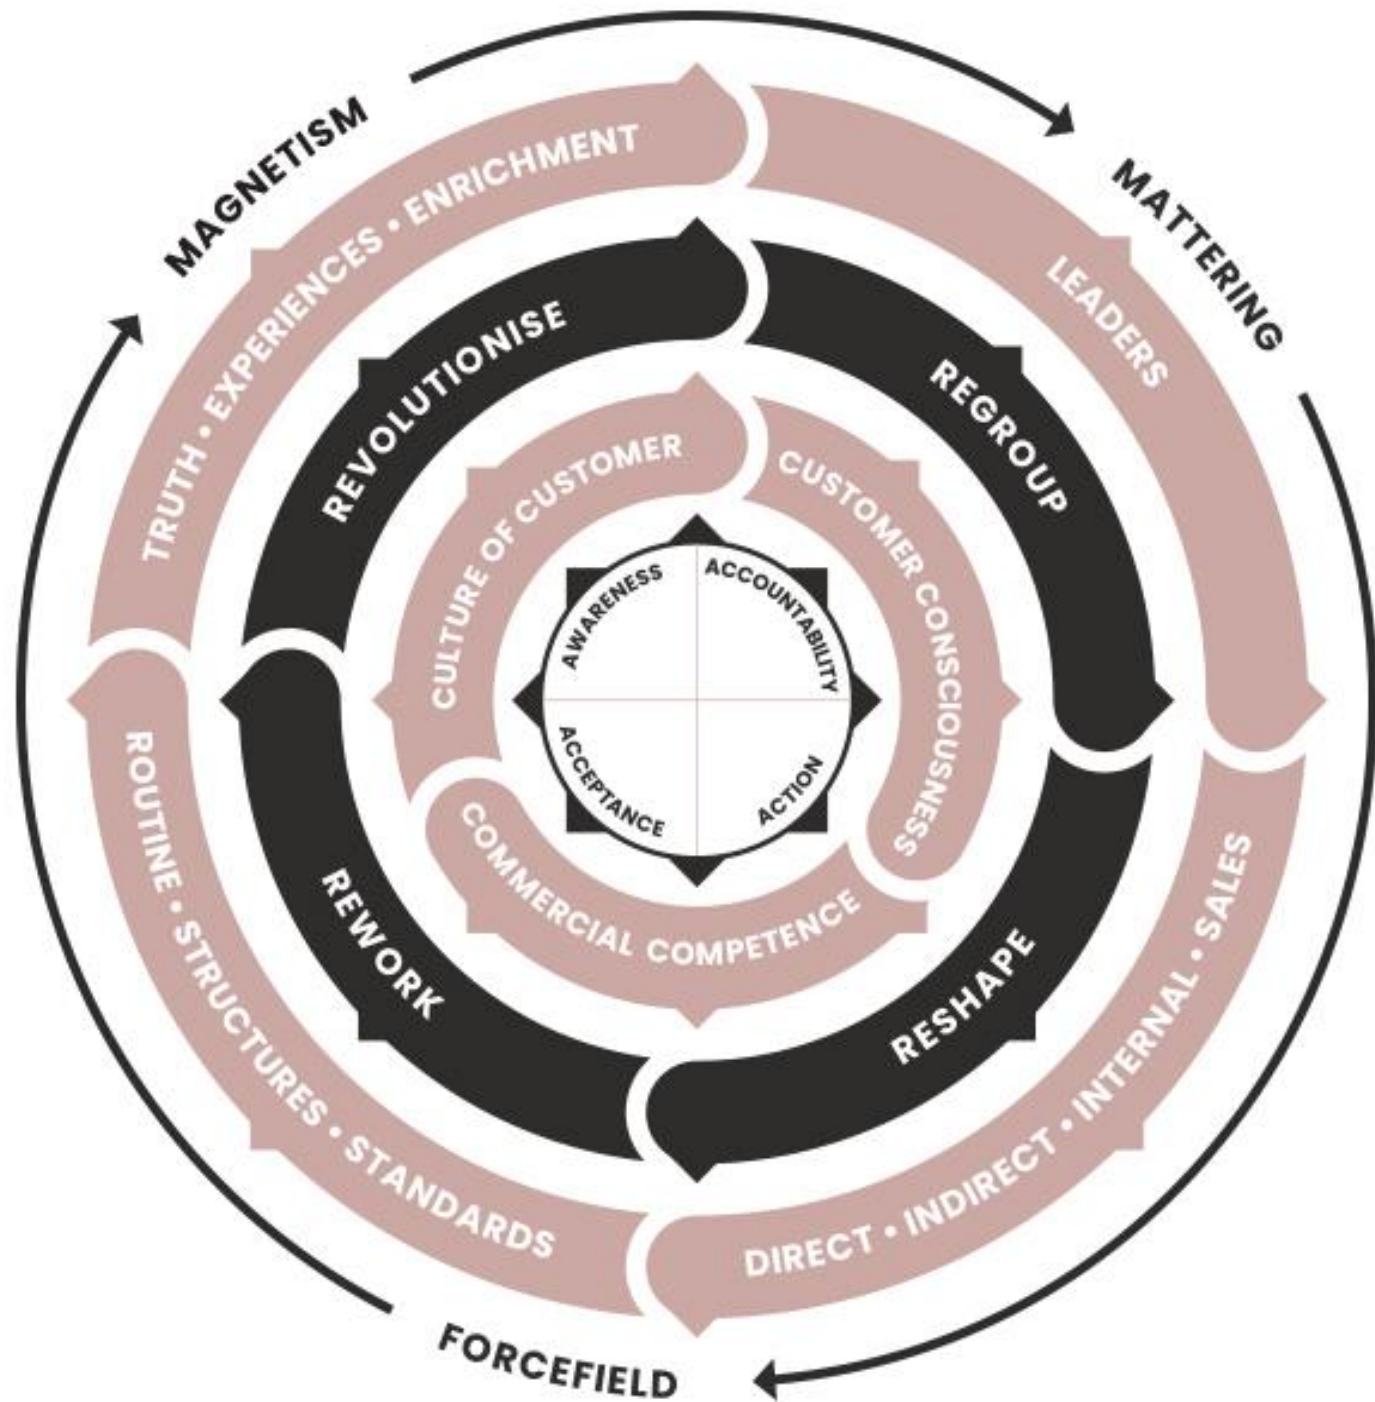 MAGNETISM
MATTERING
FORCEFIELD
TRUTH • EXPERIENCES • ENRICHMENT
LEADERS
DIRECT • INDIRECT • INTERNAL • SALES
ROUTINE • STRUCTURES • STANDARDS
REVOLUTIONISE
REGROUP
RESHAPE
REWORK
CULTURE OF CUSTOMER
CUSTOMER CONSCIOUSNESS
COMMERCIAL COMPETENCE
AWARENESS
ACCOUNTABILITY
ACTION
ACCEPTANCE